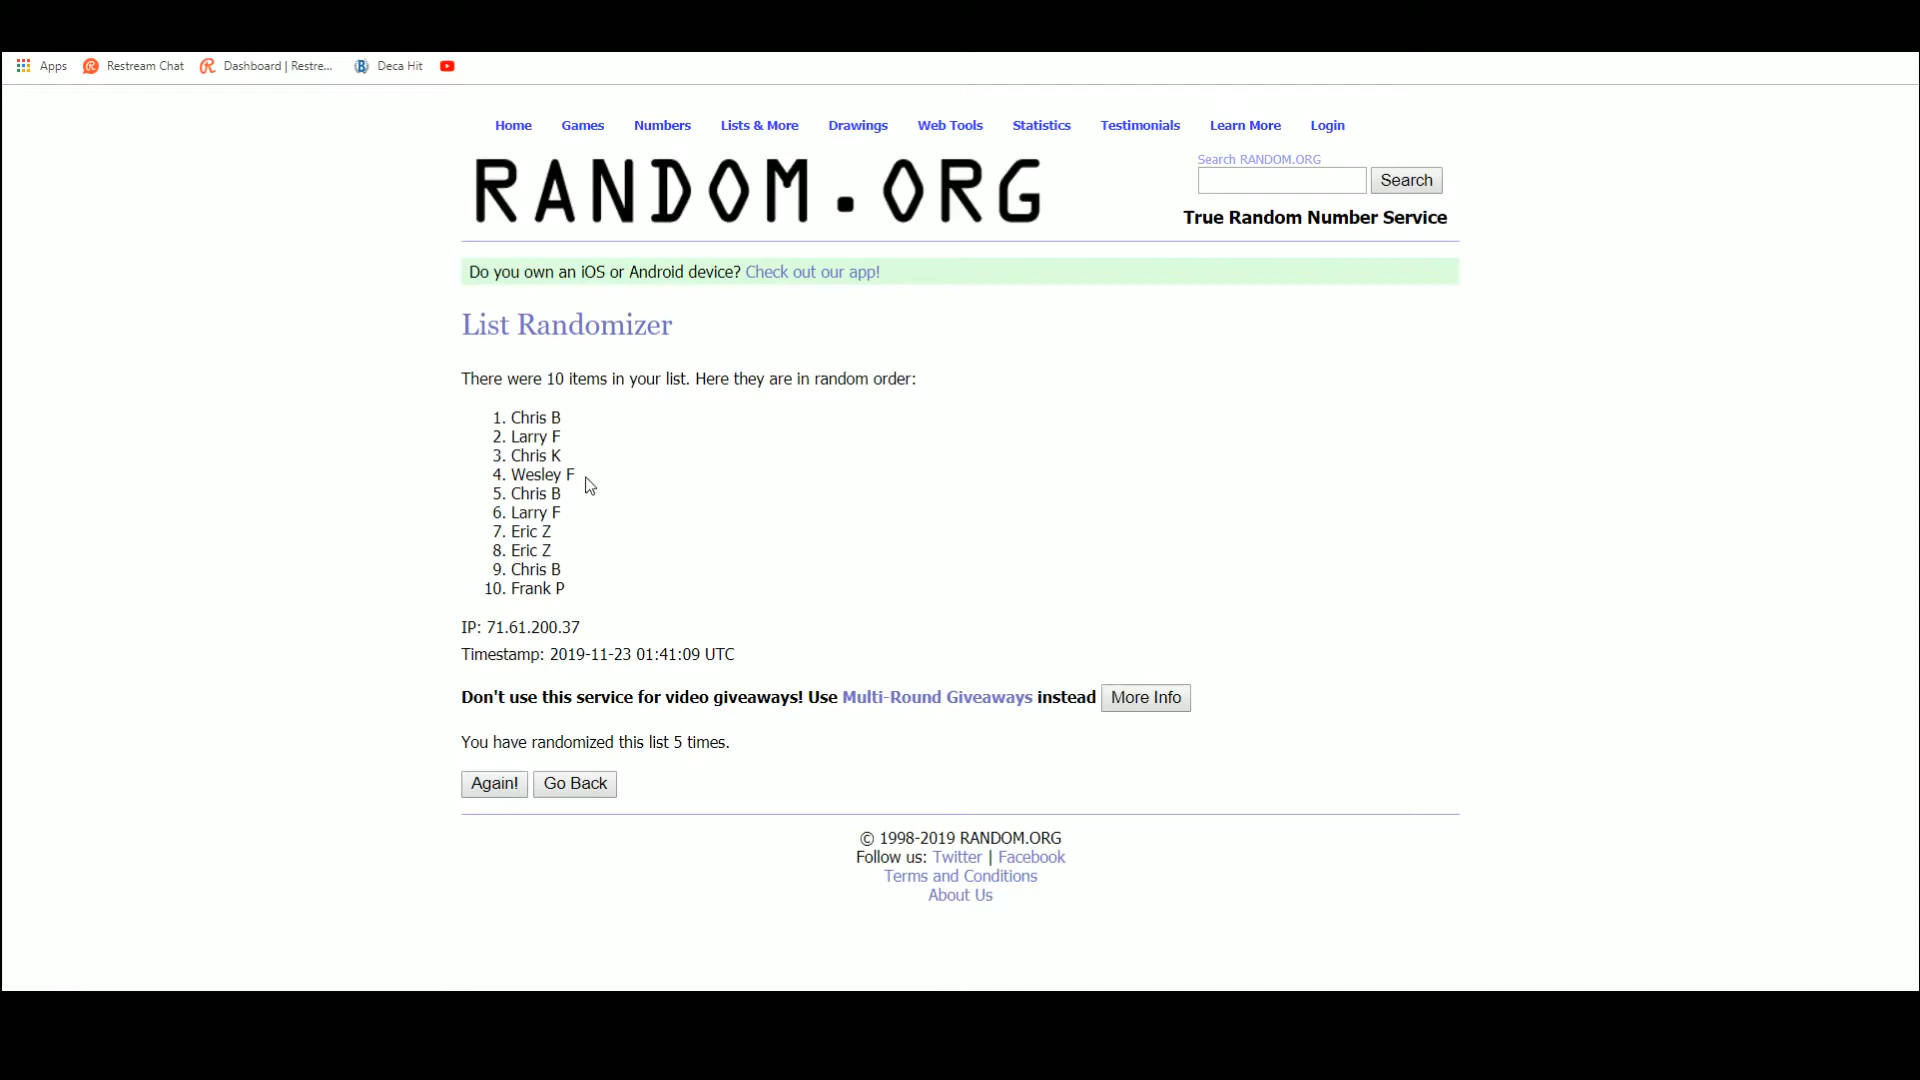 Apps Restream Chat Dashboard | Restre... Deca Hit
Home Games Numbers Lists & More Drawings Web Tools Statistics Testimonials Learn More Login
RANDOM.ORG
Search RANDOM.ORG
Search
True Random Number Service
Do you own an iOS or Android device? Check out our app!
List Randomizer
There were 10 items in your list. Here they are in random order:
1. Chris B
2. Larry F
3. Chris K
4. Wesley F
5. Chris B
6. Larry F
7. Eric Z
8. Eric Z
9. Chris B
10. Frank P
IP: 71.61.200.37
Timestamp: 2019-11-23 01:41:09 UTC
Don't use this service for video giveaways! Use Multi-Round Giveaways instead More Info
You have randomized this list 5 times.
Again! Go Back
© 1998-2019 RANDOM.ORG
Follow us: Twitter | Facebook
Terms and Conditions
About Us